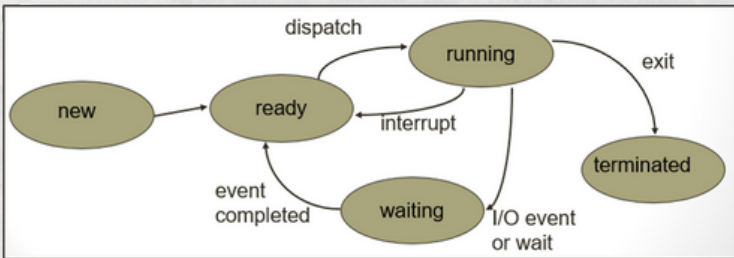 dispatch
running
exit
new
ready
interrupt
terminated
event
completed
waiting
I/O event
or wait